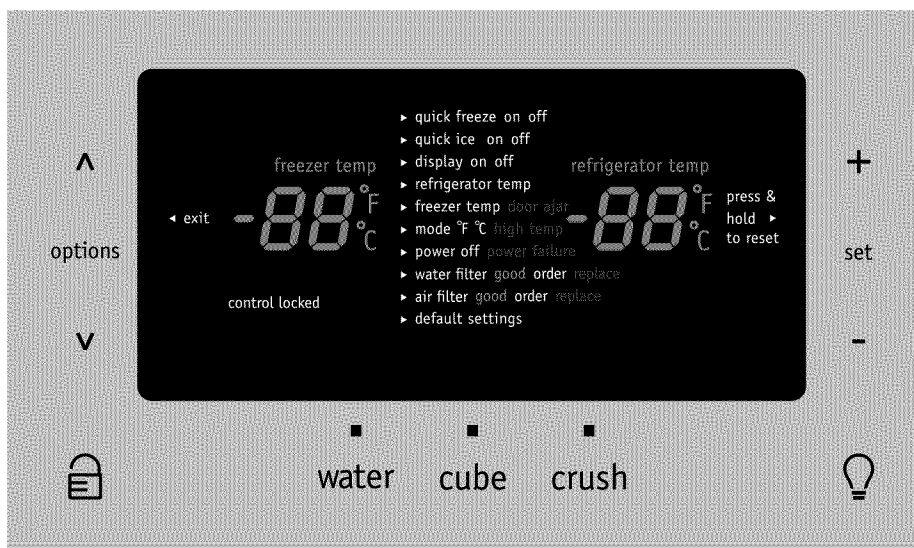 ► quick freeze on off
► quick ice on off
freezer temp ► display on off refrigerator temp
► refrigerator temp
-88°F °C
-88°F °C
◄ exit
► freezer temp door ajar
► mode °F °C high temp
► power off power failure
► water filter good order replace
► air filter good order replace
► default settings
press &
hold ►
to reset
control locked
options
+
set
-
water cube crush